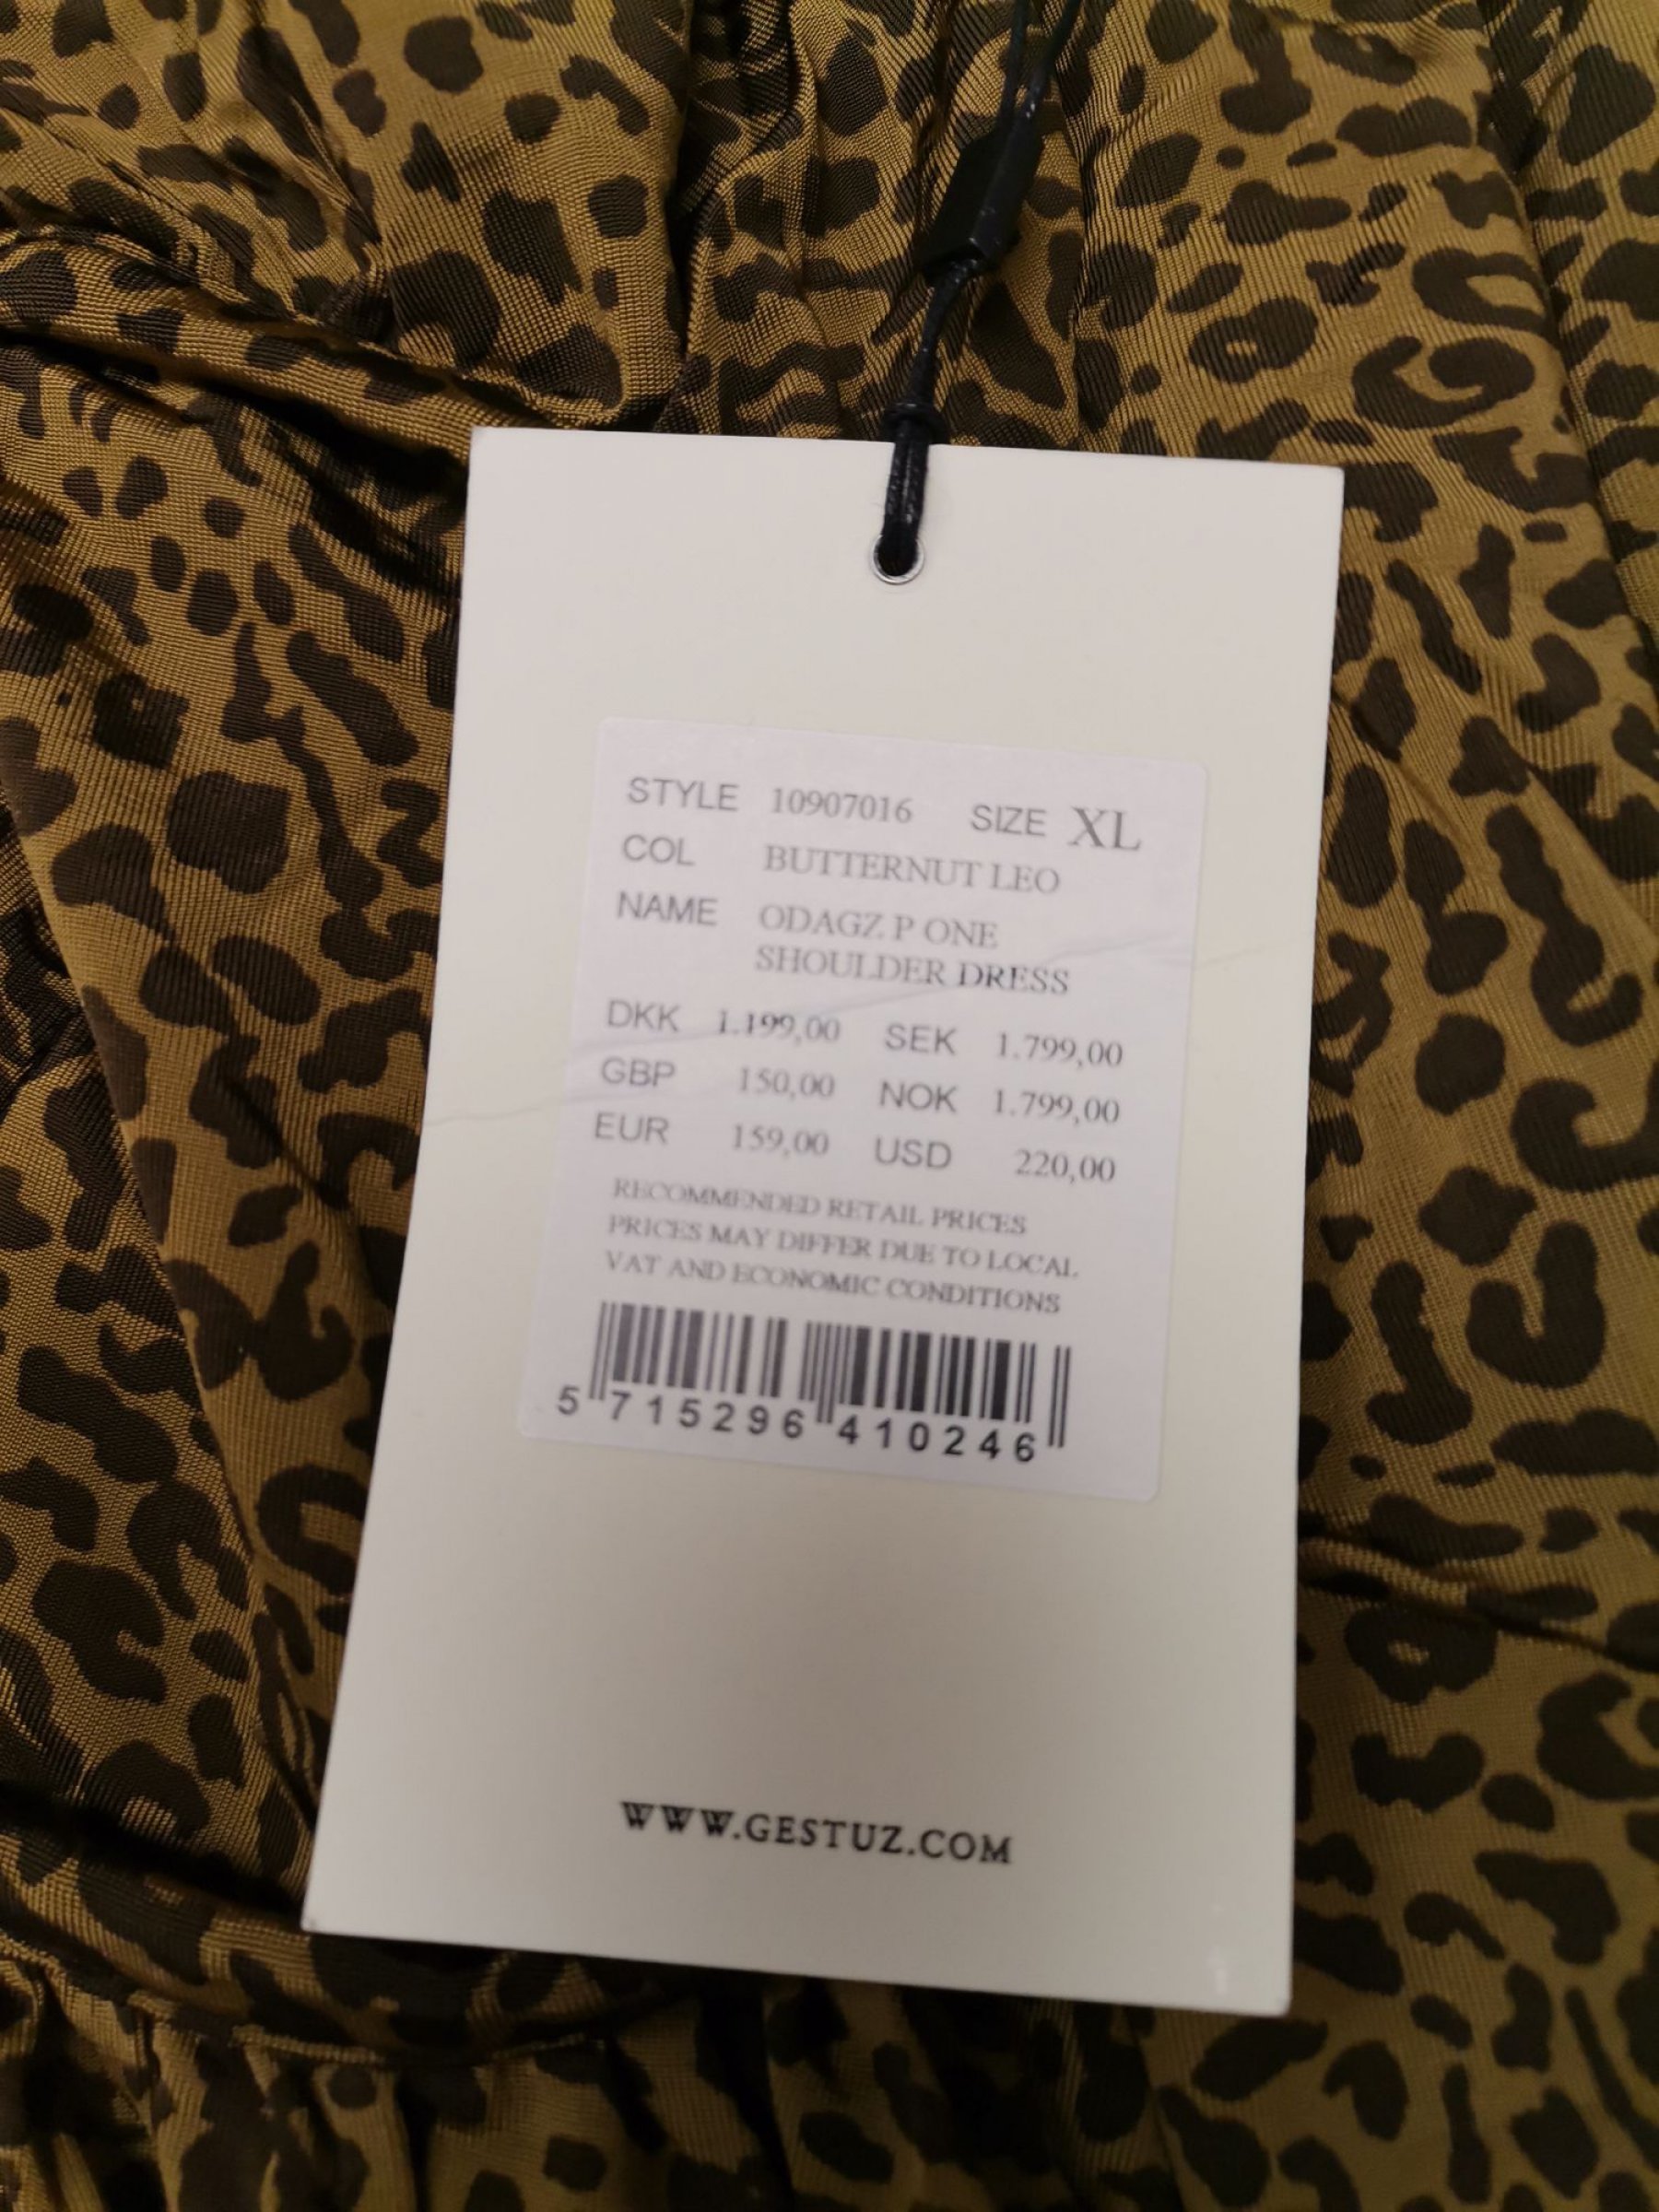 STYLE 10907016 SIZE XL
COL BUTTERNUT LEO
NAME ODAGZ P ONE
SHOULDER DRESS
DKK 1.199,00 SEK 1.799,00
GBP 150,00 NOK 1.799,00
EUR 159,00 USD 220,00
RECOMMENDED RETAIL PRICES
PRICES MAY DIFFER DUE TO LOCAL
VAT AND ECONOMIC CONDITIONS
5 715296 410246
WWW.GESTUZ.COM